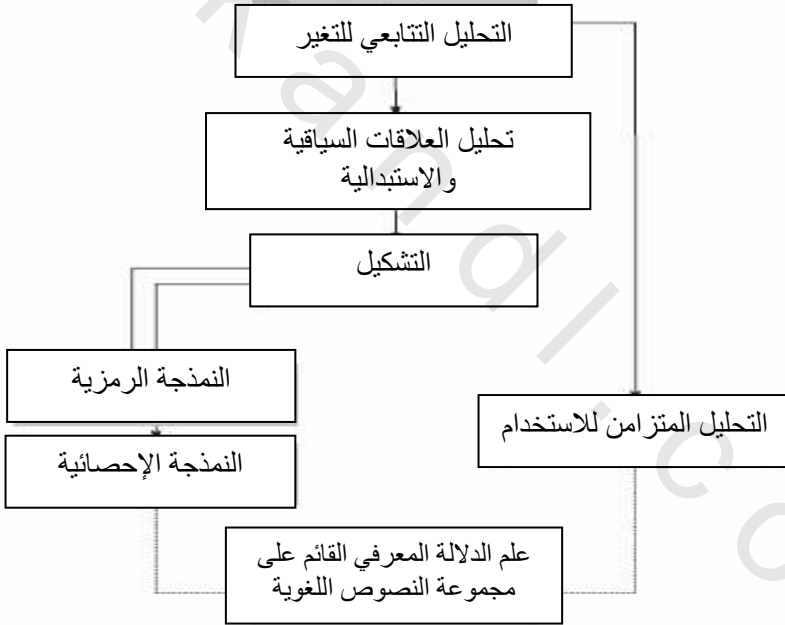 التحليل التتابعي للتغير
تحليل العلاقات السياقية
والاستبدالية
التشكيل
النمذجة الرمزية
التحليل المتزامن للاستخدام
النمذجة الإحصائية
علم الدلالة المعرفي القائم على
مجموعة النصوص اللغوية